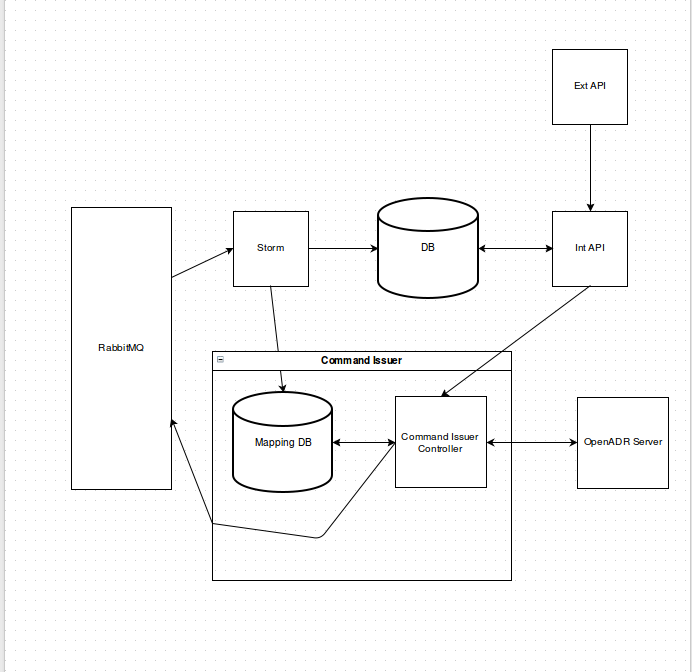 Ext API
Storm
DB
Int API
RabbitMQ
Command Issuer
Mapping DB
Command Issuer
Controller
OpenADR Server